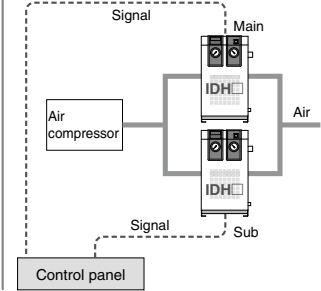 Signal
Main
IDH□
Air
compressor
Air
IDH□
Signal
Sub
Control panel